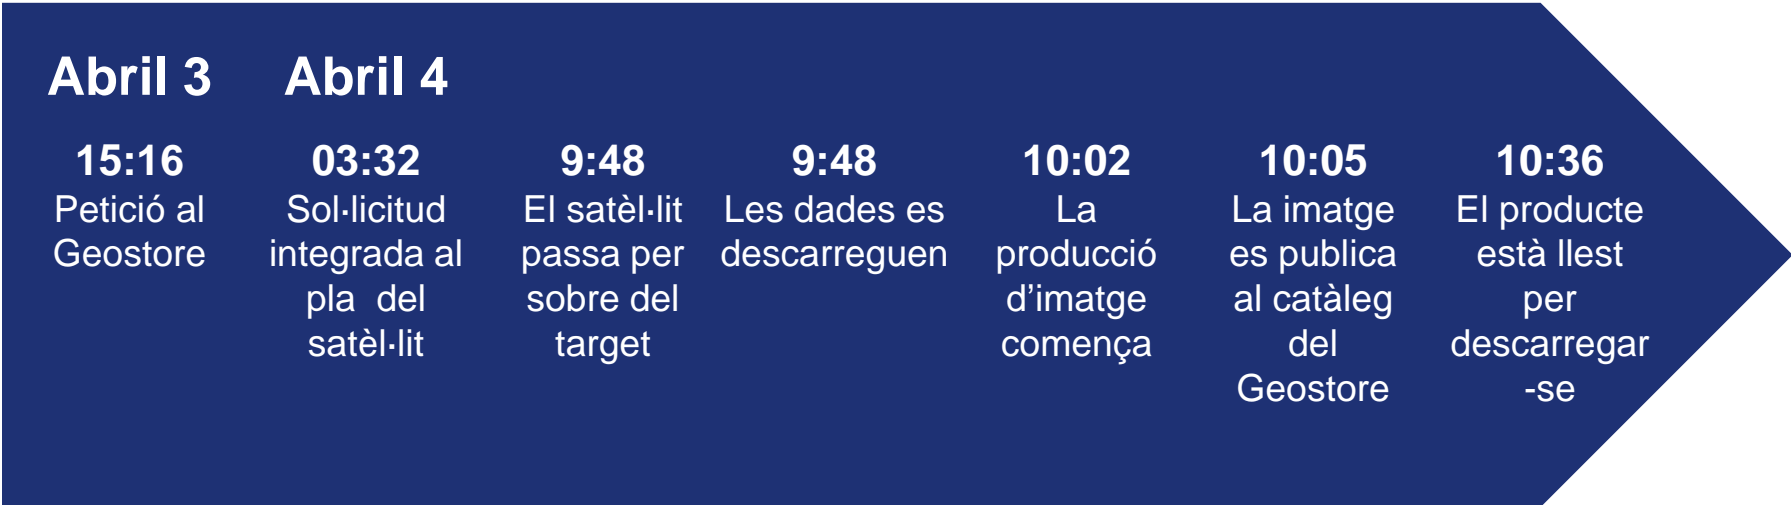 Abril 3
Abril 4
15:16
Petició al
Geostore
03:32
Sol·licitud
integrada al
pla  del
satèl·lit
9:48
El satèl·lit
passa per
sobre del
target
9:48
Les dades es
descarreguen
10:02
La
producció
d’imatge
comença
10:05
La imatge
es publica
al catàleg
del
Geostore
10:36
El producte
està llest
per
descarregar
-se